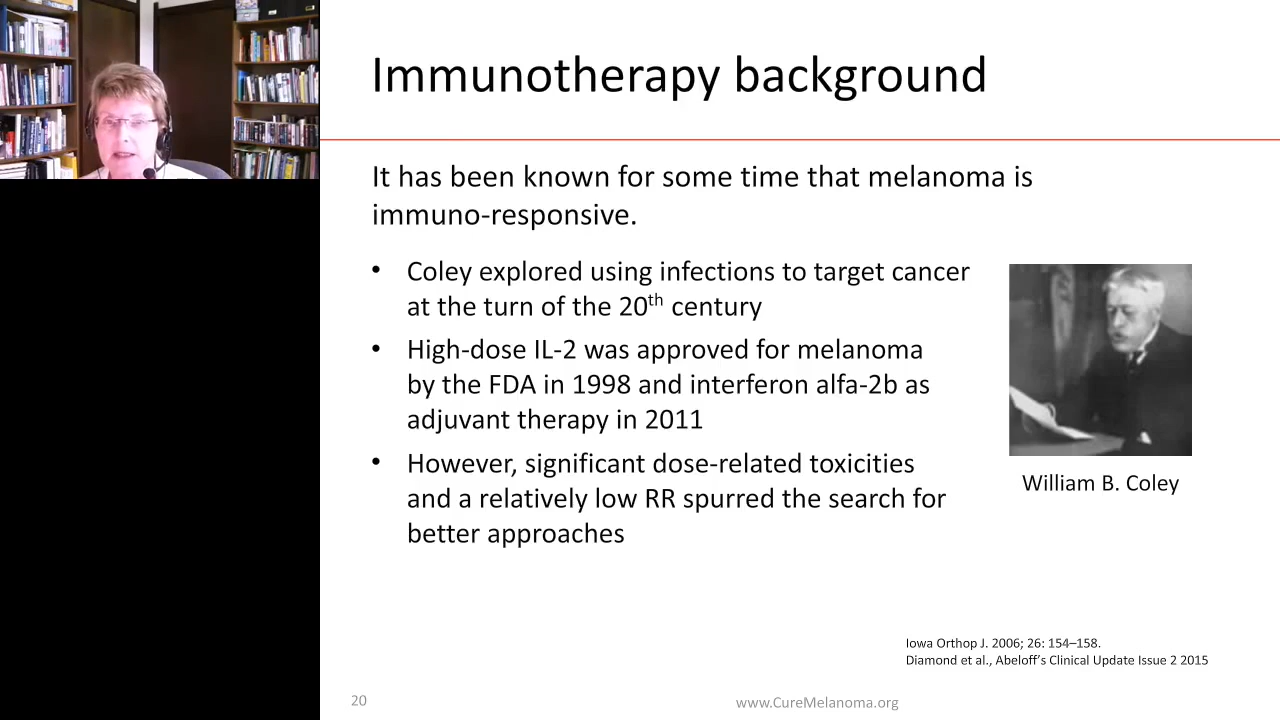 Immunotherapy background
It has been known for some time that melanoma is
immuno-responsive.
• Coley explored using infections to target cancer
at the turn of the 20th century
• High-dose IL-2 was approved for melanoma
by the FDA in 1998 and interferon alfa-2b as
adjuvant therapy in 2011
• However, significant dose-related toxicities
and a relatively low RR spurred the search for
better approaches
William B. Coley
Iowa Orthop J. 2006; 26: 154–158.
Diamond et al., Abeloff’s Clinical Update Issue 2 2015
20
www.CureMelanoma.org